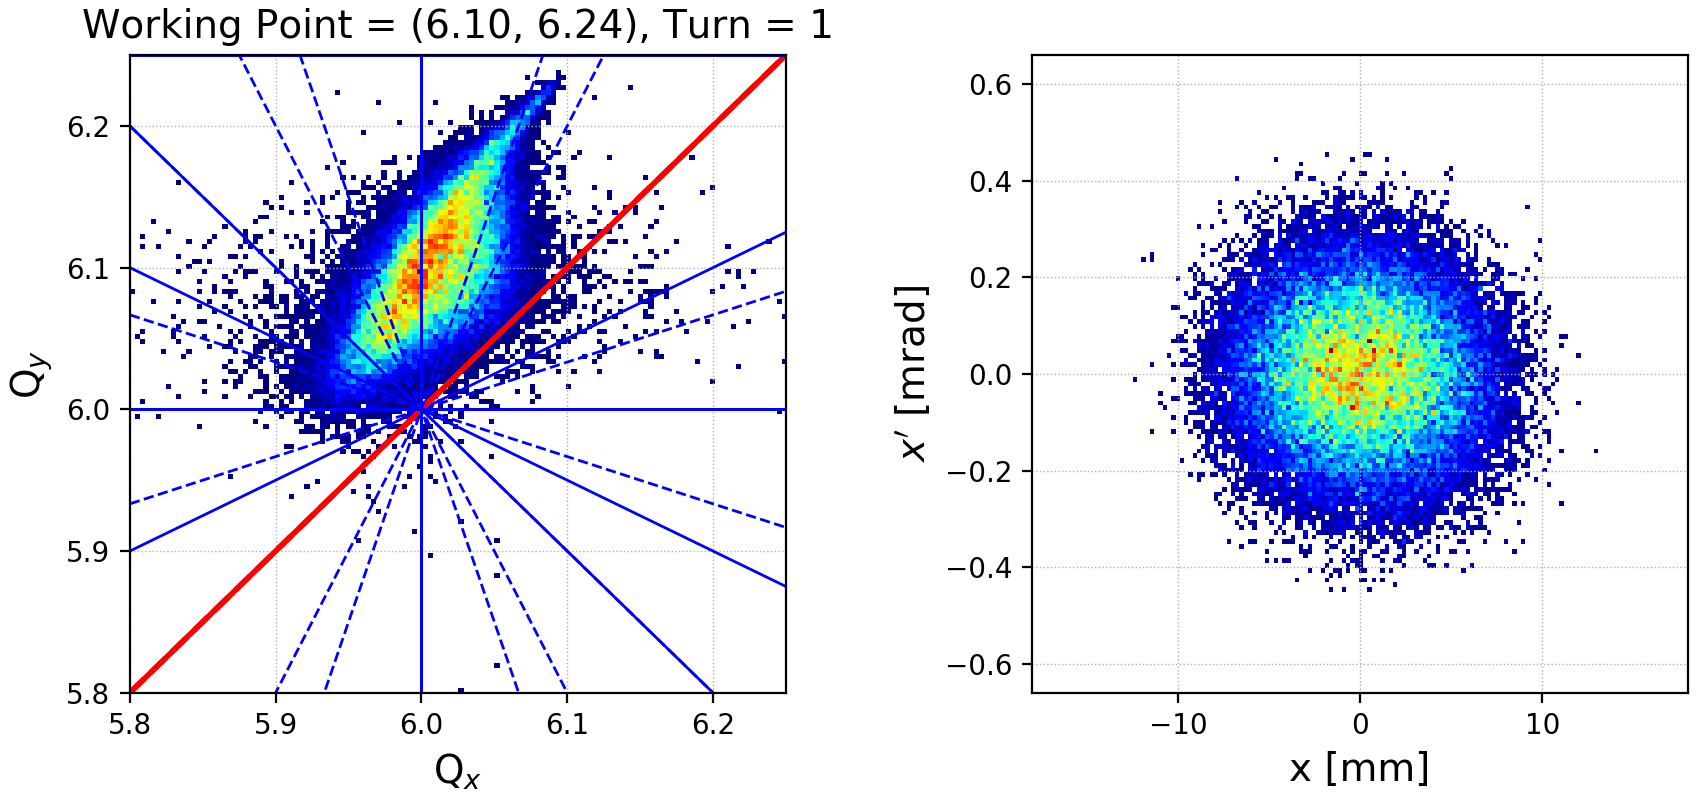 Working Point = (6.10, 6.24), Turn = 1
6.2
6.1
6.0
5.9
5.8
Qy
5.8 5.9 6.0 6.1 6.2
Qx
0.6
0.4
0.2
0.0
−0.2
−0.4
−0.6
x′ [mrad]
−10 0 10
x [mm]